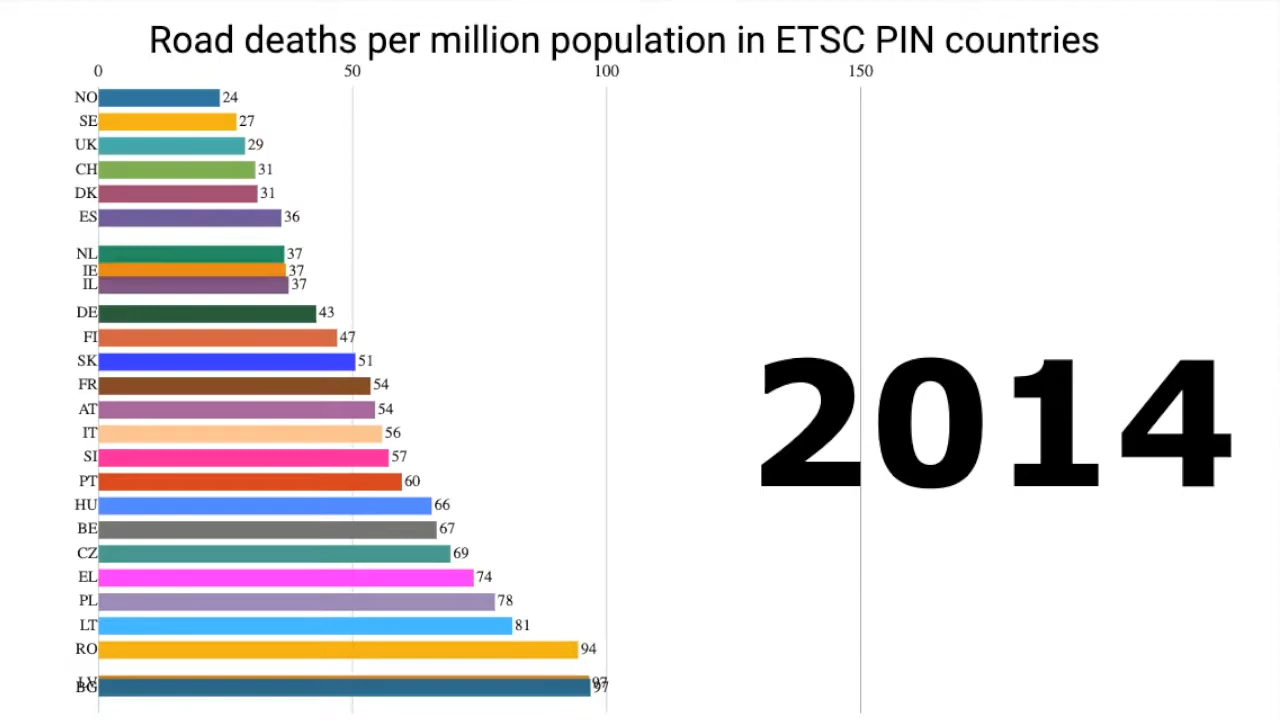 Road deaths per million population in ETSC PIN countries
0 50 100 150
NO 24
SE 27
UK 29
CH 31
DK 31
ES 36
NL 37
IE 37
IL 37
DE 43
FI 47
SK 51
FR 54
AT 54
IT 56
SI 57
PT 60
HU 66
BE 67
CZ 69
EL 74
PL 78
LT 81
RO 94
LV 97
BG 97
2014